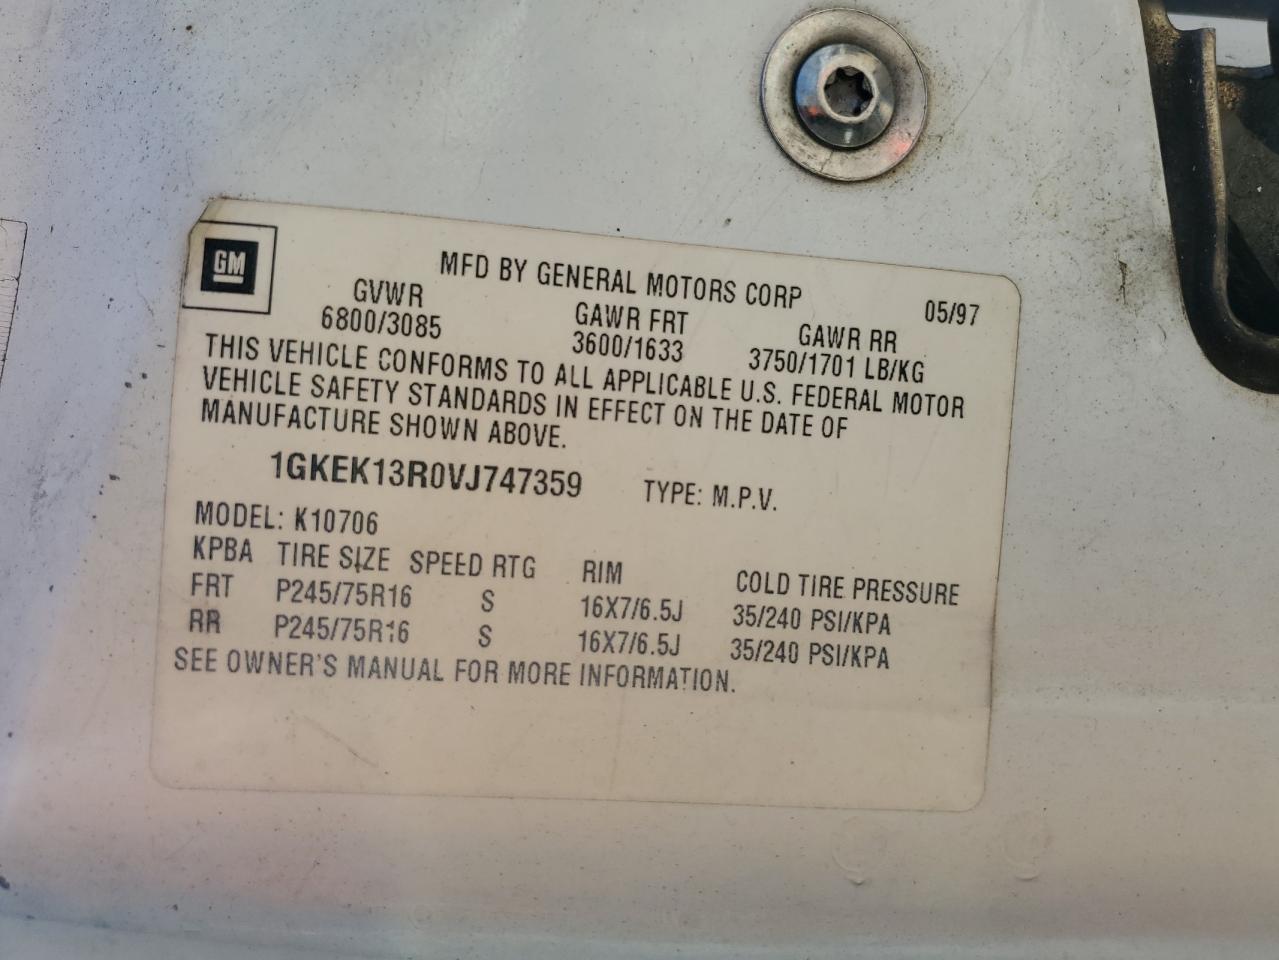 GM
MFD BY GENERAL MOTORS CORP 05/97
GVWR GAWR FRT GAWR RR
6800/3085 3600/1633 3750/1701 LB/KG
THIS VEHICLE CONFORMS TO ALL APPLICABLE U.S. FEDERAL MOTOR
VEHICLE SAFETY STANDARDS IN EFFECT ON THE DATE OF
MANUFACTURE SHOWN ABOVE.
1GKEK13R0VJ747359 TYPE: M.P.V.
MODEL: K10706
KPBA TIRE SIZE SPEED RTG RIM COLD TIRE PRESSURE
FRT P245/75R16 S 16X7/6.5J 35/240 PSI/KPA
RR P245/75R16 S 16X7/6.5J 35/240 PSI/KPA
SEE OWNER'S MANUAL FOR MORE INFORMATION.